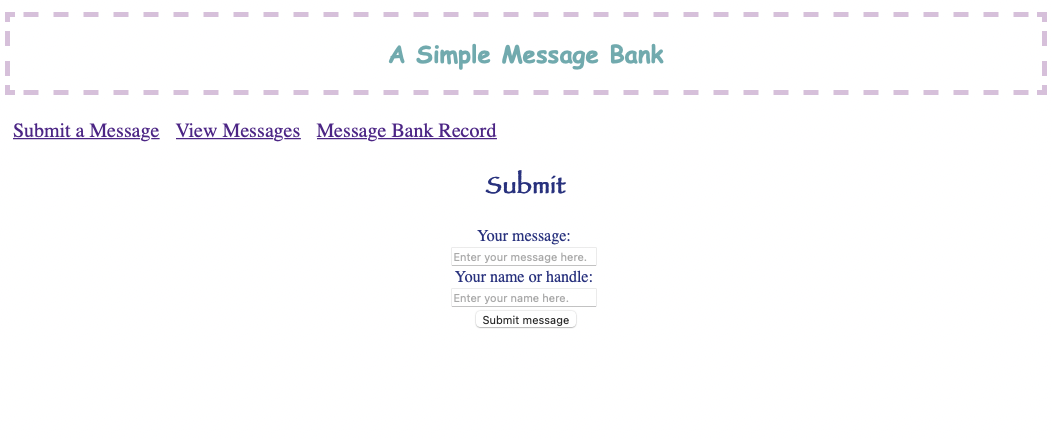 A Simple Message Bank
Submit a Message View Messages Message Bank Record
Submit
Your message:
Enter your message here.
Your name or handle:
Enter your name here.
Submit message